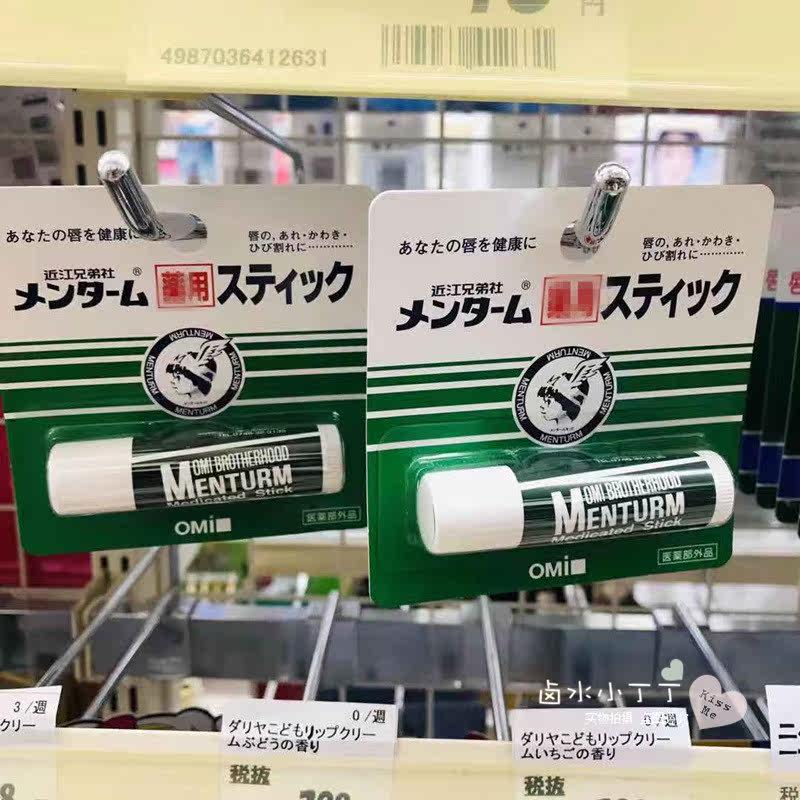 4987036412631
円
あなたの唇を健康に
唇の,あれ・かわき・
ひび割れに…………
近江兄弟社
メンターム® 薬用 スティック
MENTURM
MENTURM
OMI BROTHERHOOD
MENTURM
Medicated Stick
OMi
医薬部外品
あなたの唇を健康に
唇の,あれ・かわき・
ひび割れに…………
近江兄弟社
メンターム® スティック
MENTURM
MENTURM
OMI BROTHERHOOD
MENTURM
Medicated Stick
OMi
医薬部外品
3/週
クリー
0/週
ダリヤこどもリップクリー
ムぶどうの香り
税抜
週
ダリヤこどもリップクリー
ムいちごの香り
税抜
卤水小丁丁
实物拍摄
Kiss
Me